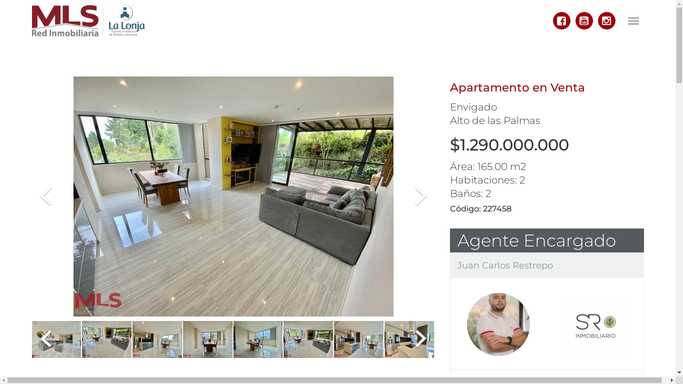 MLS
Red Inmobiliaria
La Lonja
Apartamento en Venta
Envigado
Alto de las Palmas
$1.290.000.000
Área: 165.00 m2
Habitaciones: 2
Baños: 2
Código: 227458
MLS
Agente Encargado
Juan Carlos Restrepo
SR
INMOBILIARIO